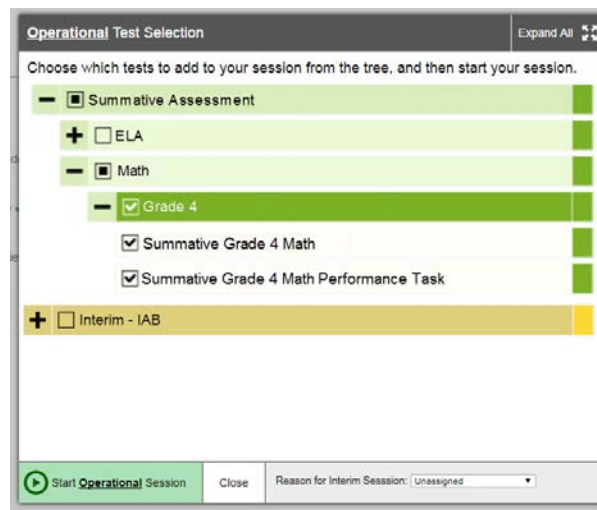 Operational Test Selection
Expand All
Choose which tests to add to your session from the tree, and then start your session.
Summative Assessment
ELA
Math
Grade 4
Summative Grade 4 Math
Summative Grade 4 Math Performance Task
Interim - IAB
Start Operational Session
Close
Reason for Interim Sesssion: Unassigned